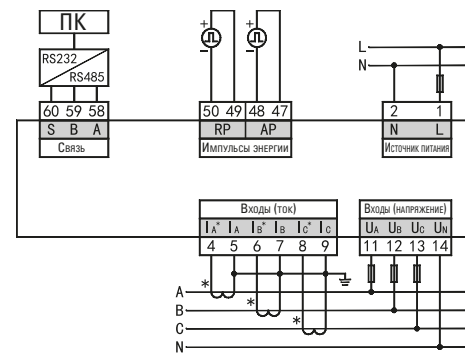 ПК
RS232
RS485
60 59 58
S B A
Связь
+
−
+
−
50 49 48 47
RP AP
Импульсы энергии
L
N
2 1
N L
Источник питания
Входы (ток)
IA* IA IB* IB IC* IC
4 5 6 7 8 9
Входы (напряжение)
UA UB UC UN
11 12 13 14
*
*
*
A
B
C
N